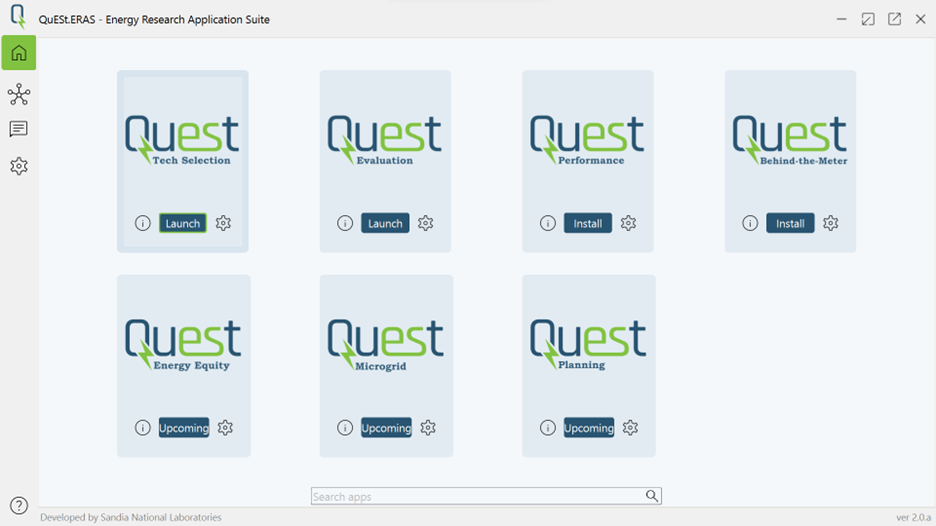 QuESt.ERAS - Energy Research Application Suite
Quest
Tech Selection
Launch
Quest
Evaluation
Launch
Quest
Performance
Install
Quest
Behind-the-Meter
Install
Quest
Energy Equity
Upcoming
Quest
Microgrid
Upcoming
Quest
Planning
Upcoming
Search apps
Developed by Sandia National Laboratories
ver 2.0.a